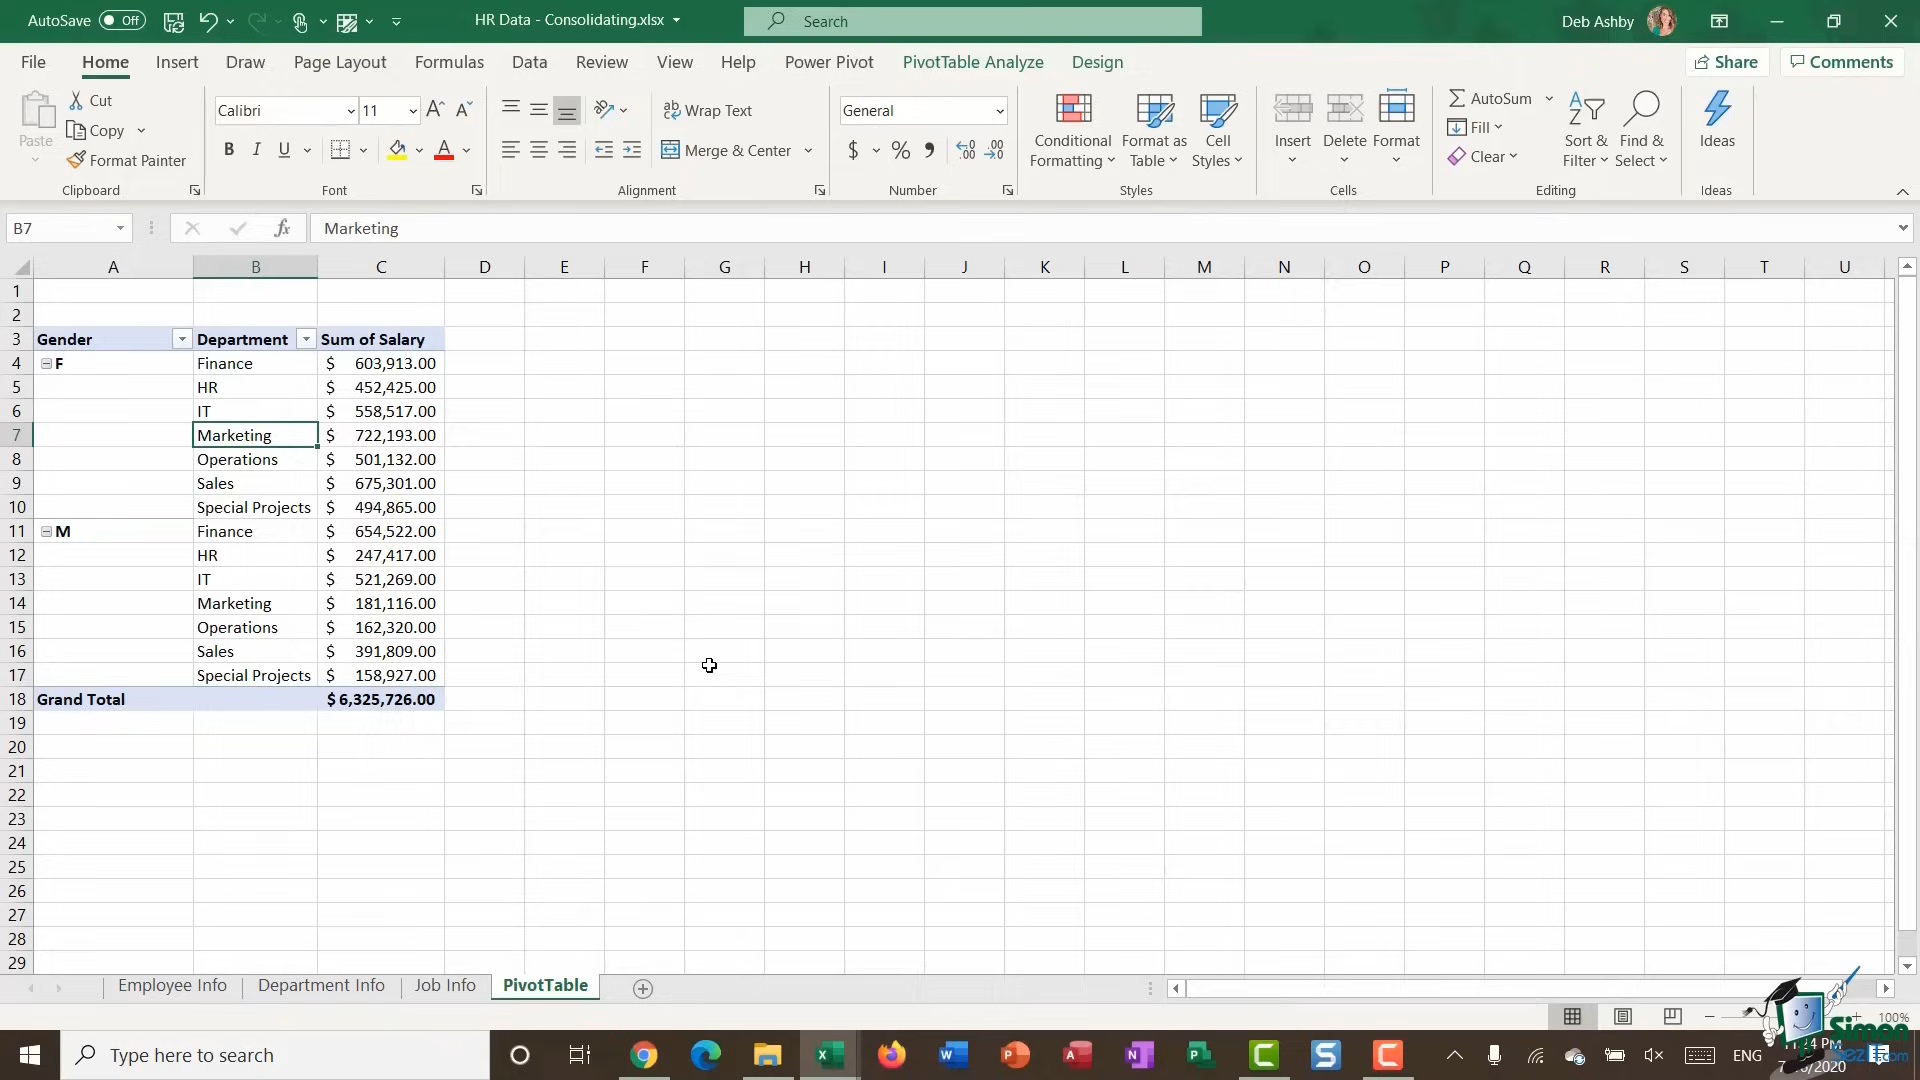 AutoSave Off HR Data - Consolidating.xlsx Search Deb Ashby
File Home Insert Draw Page Layout Formulas Data Review View Help Power Pivot PivotTable Analyze Design Share Comments
Paste Cut Copy Format Painter Clipboard
Calibri 11 B I U A Font
Wrap Text Merge & Center Alignment
General $ % Number
Conditional Formatting Format as Table Cell Styles Styles
Insert Delete Format Cells
AutoSum Fill Clear Sort & Filter Find & Select Editing
Ideas Ideas
B7 fx Marketing
A B C D E F G H I J K L M N O P Q R S T U
1
2
3 Gender Department Sum of Salary
4 F Finance $ 603,913.00
5 HR $ 452,425.00
6 IT $ 558,517.00
7 Marketing $ 722,193.00
8 Operations $ 501,132.00
9 Sales $ 675,301.00
10 Special Projects $ 494,865.00
11 M Finance $ 654,522.00
12 HR $ 247,417.00
13 IT $ 521,269.00
14 Marketing $ 181,116.00
15 Operations $ 162,320.00
16 Sales $ 391,809.00
17 Special Projects $ 158,927.00
18 Grand Total $ 6,325,726.00
19
20
21
22
23
24
25
26
27
28
29
Employee Info Department Info Job Info PivotTable
100%
Type here to search ENG
Simon Sez it .com